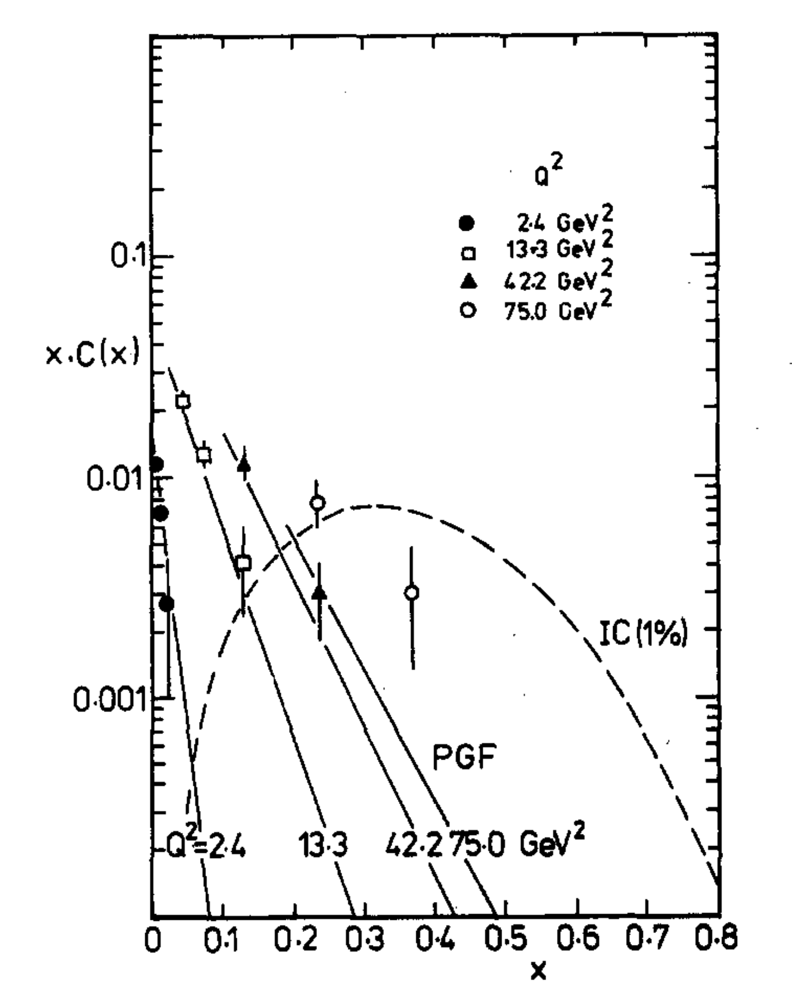 Q²
2.4 GeV²
13.3 GeV²
42.2 GeV²
75.0 GeV²
0.1
x.C(x)
0.01
IC(1%)
0.001
PGF
Q²=2.4 13.3 42.2 75.0 GeV²
0 0.1 0.2 0.3 0.4 0.5 0.6 0.7 0.8
x